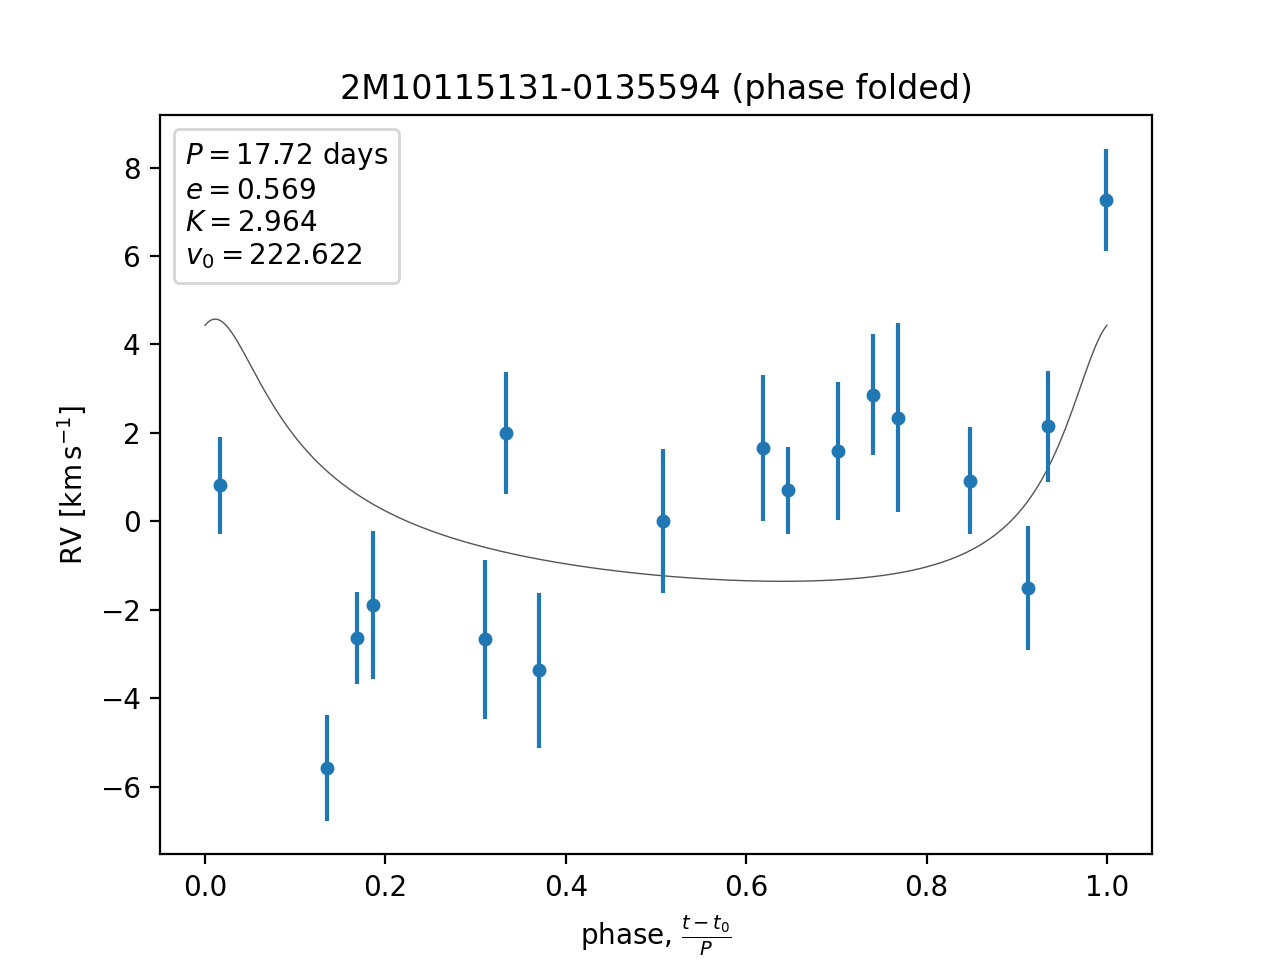 2M10115131-0135594 (phase folded)
P = 17.72 days
e = 0.569
K = 2.964
v₀ = 222.622
8
6
4
2
0
−2
−4
−6
RV [km s⁻¹]
0.0 0.2 0.4 0.6 0.8 1.0
phase, (t − t₀)/P